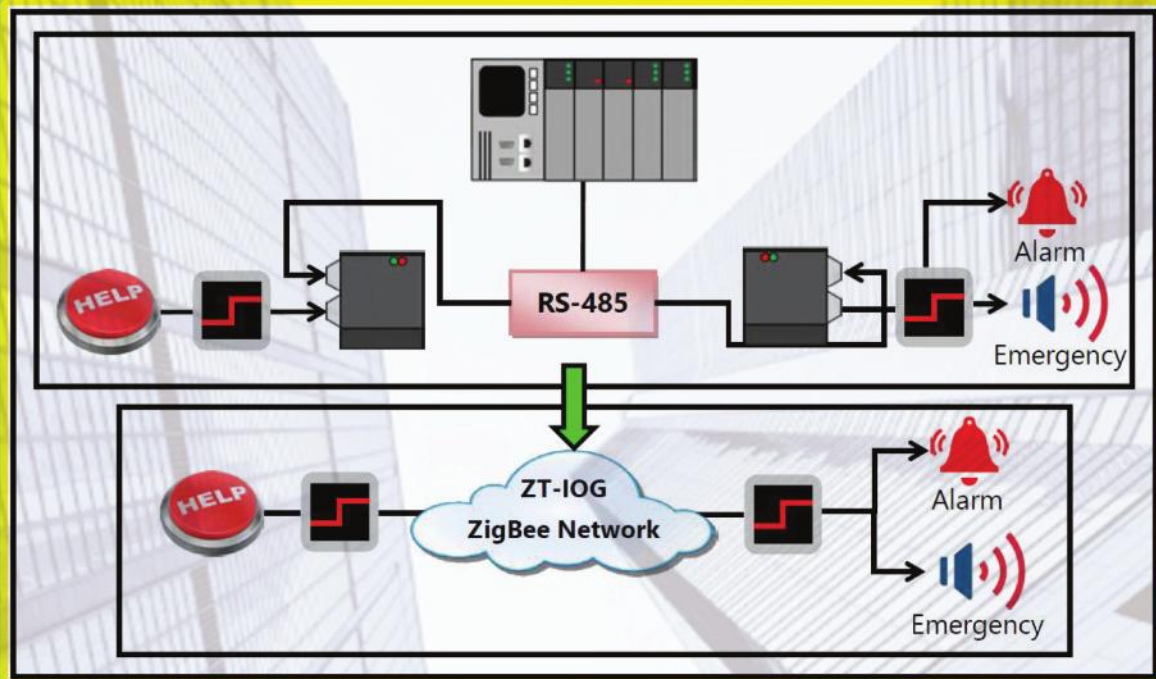 HELP
RS-485
Alarm
Emergency
HELP
ZT-IOG
ZigBee Network
Alarm
Emergency